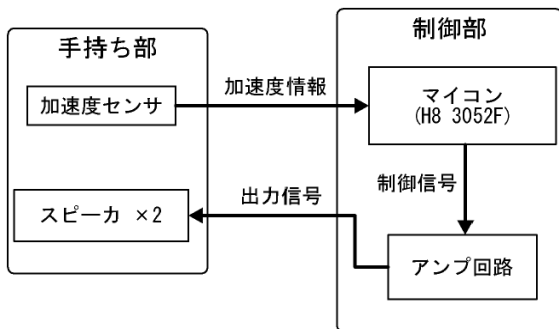 手持ち部
加速度センサ
スピーカ ×2
加速度情報
出力信号
制御部
マイコン
(H8 3052F)
制御信号
アンプ回路